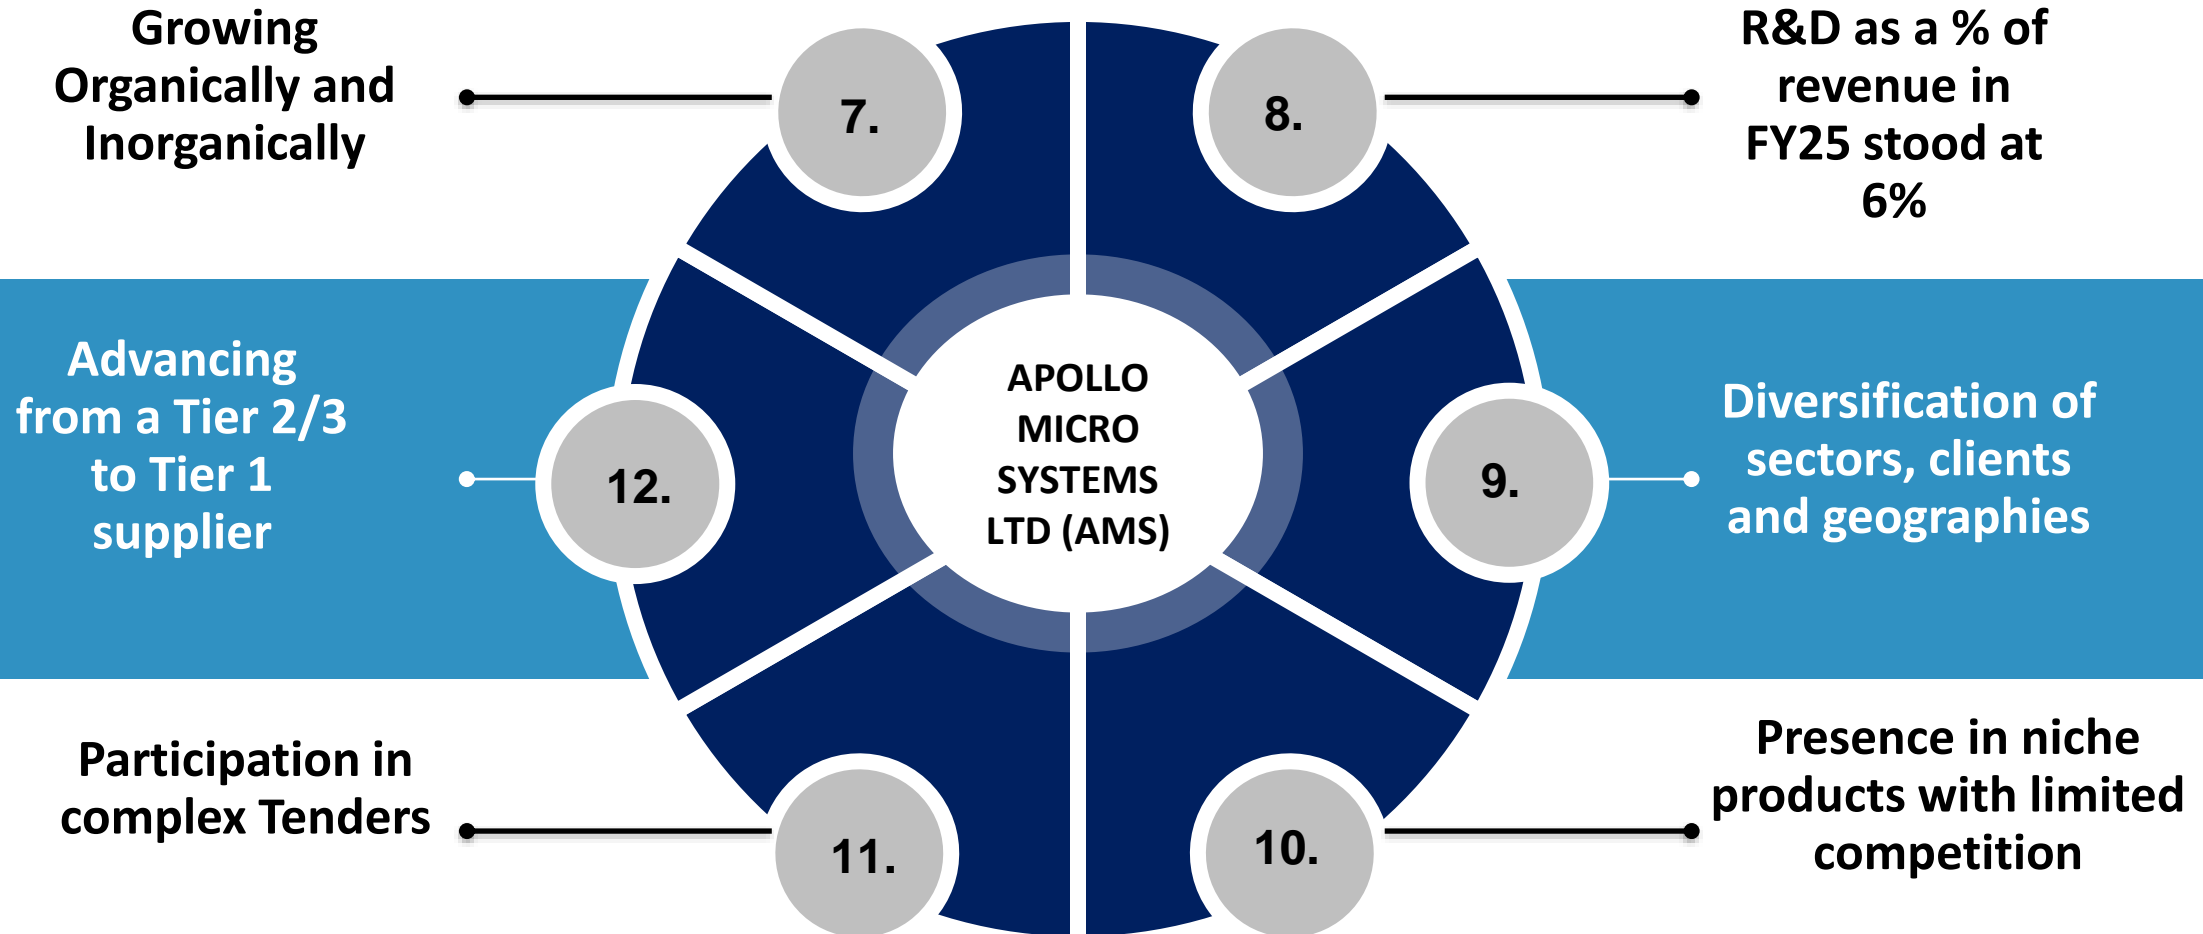 Growing
Organically and
Inorganically
7.
8.
R&D as a % of
revenue in
FY25 stood at
6%
Advancing
from a Tier 2/3
to Tier 1
supplier
12.
APOLLO
MICRO
SYSTEMS
LTD (AMS)
9.
Diversification of
sectors, clients
and geographies
Participation in
complex Tenders
11.
10.
Presence in niche
products with limited
competition